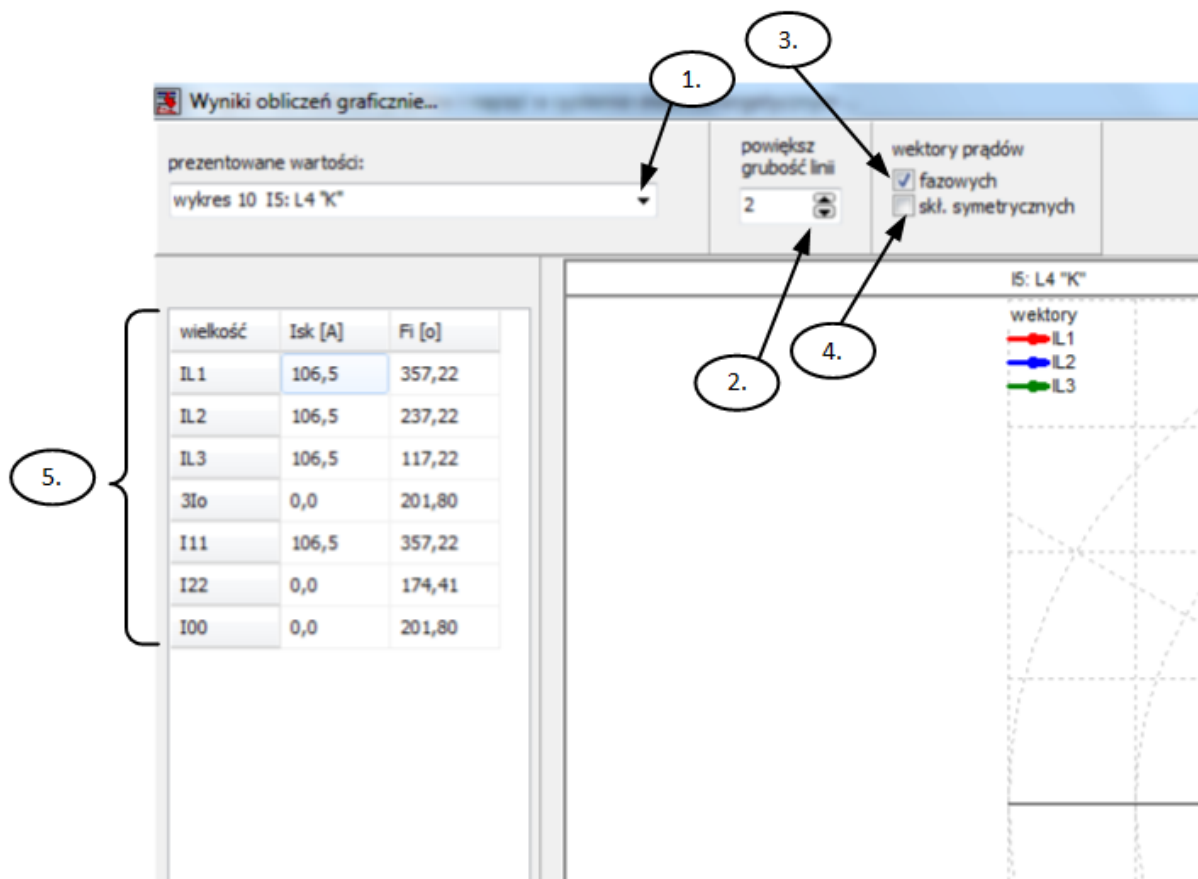 3.
1.
Wyniki obliczeń graficznie...
prezentowane wartości:
powiększ
grubość linii
wektory prądów
wykres 10 I5: L4 "K"
2
fazowych
skł. symetrycznych
I5: L4 "K"
wektory
IL1
IL2
IL3
4.
2.
5.
wielkość Isk [A] Fi [o]
IL1 106,5 357,22
IL2 106,5 237,22
IL3 106,5 117,22
3Io 0,0 201,80
I11 106,5 357,22
I22 0,0 174,41
I00 0,0 201,80